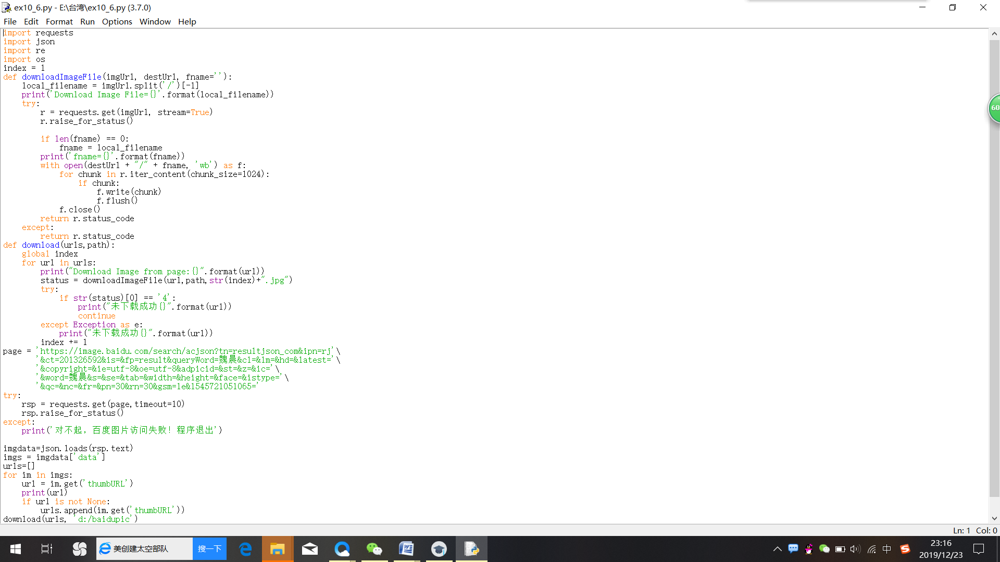 ex10_6.py - E:\台湾\ex10_6.py (3.7.0)
File Edit Format Run Options Window Help
import requests
import json
import re
import os
index = 1
def downloadImageFile(imgUrl, destUrl, fname=''):
    local_filename = imgUrl.split('/')[-1]
    print('Download Image File={}'.format(local_filename))
    try:
        r = requests.get(imgUrl, stream=True)
        r.raise_for_status()
        if len(fname) == 0:
            fname = local_filename
        print('fname={}'.format(fname))
        with open(destUrl + "/" + fname, 'wb') as f:
            for chunk in r.iter_content(chunk_size=1024):
                if chunk:
                    f.write(chunk)
                    f.flush()
            f.close()
        return r.status_code
    except:
        return r.status_code
def download(urls,path):
    global index
    for url in urls:
        print("Download Image from page:{}".format(url))
        status = downloadImageFile(url,path,str(index)+".jpg")
        try:
            if str(status)[0] == '4':
                print("未下载成功{}".format(url))
                continue
        except Exception as e:
            print("未下载成功{}".format(url))
        index += 1
page = 'https://image.baidu.com/search/acjson?tn=resultjson_com&ipn=rj'\
       '&ct=201326592&is=&fp=result&queryWord=魏晨&cl=&lm=&hd=&latest='\
       '&copyright=&ie=utf-8&oe=utf-8&adpicid=&st=&z=&ic='\
       '&word=魏晨&s=&se=&tab=&width=&height=&face=&istype='\
       '&qc=&nc=&fr=&pn=30&rn=30&gsm=1e&1545721051065='
try:
    rsp = requests.get(page,timeout=10)
    rsp.raise_for_status()
except:
    print('对不起，百度图片访问失败！程序退出')
imgdata=json.loads(rsp.text)
imgs = imgdata['data']
urls=[]
for im in imgs:
    url = im.get('thumbURL')
    print(url)
    if url is not None:
        urls.append(im.get('thumbURL'))
download(urls, 'd:/baidupic')
60
Ln: 1 Col: 0
美创建太空部队 搜一下
中
23:16
2019/12/23